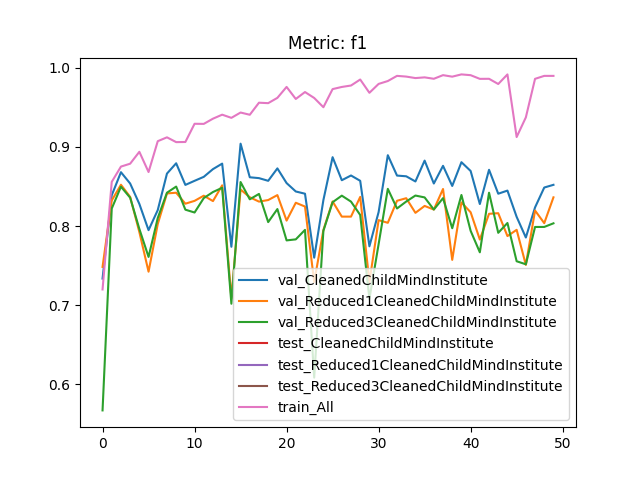 Metric: f1
1.0
0.9
0.8
0.7
0.6
0
10
20
30
40
50
val_CleanedChildMindInstitute
val_Reduced1CleanedChildMindInstitute
val_Reduced3CleanedChildMindInstitute
test_CleanedChildMindInstitute
test_Reduced1CleanedChildMindInstitute
test_Reduced3CleanedChildMindInstitute
train_All